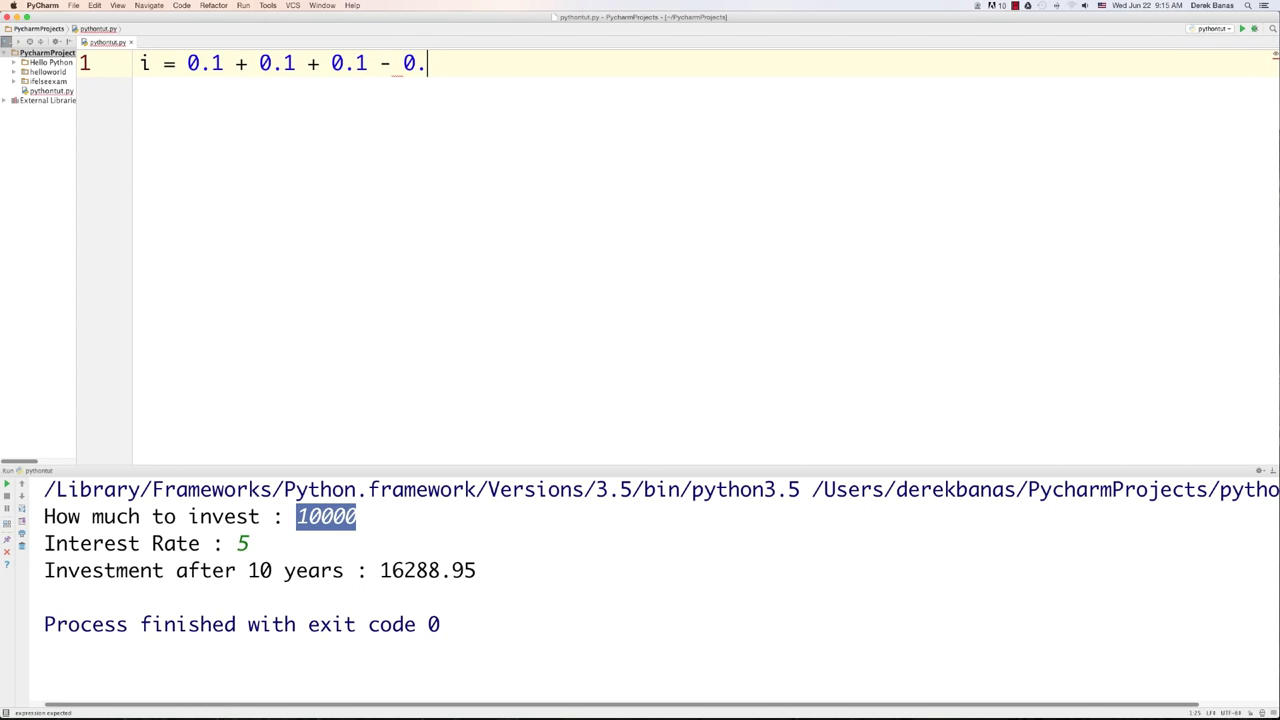 PyCharm File Edit View Navigate Code Refactor Run Tools VCS Window Help 10 Wed Jun 22 9:15 AM Derek Banas
pythontut.py - PycharmProjects - [~/PycharmProjects]
PycharmProjects pythontut.py pythontut
pythontut.py
PycharmProject
Hello Python
helloworld
ifelseexam
pythontut.py
External Librarie
1 i = 0.1 + 0.1 + 0.1 - 0.
Run pythontut
/Library/Frameworks/Python.framework/Versions/3.5/bin/python3.5 /Users/derekbanas/PycharmProjects/pytho
How much to invest : 10000
Interest Rate : 5
Investment after 10 years : 16288.95
Process finished with exit code 0
expression expected 1:25 LF÷ UTF-8÷